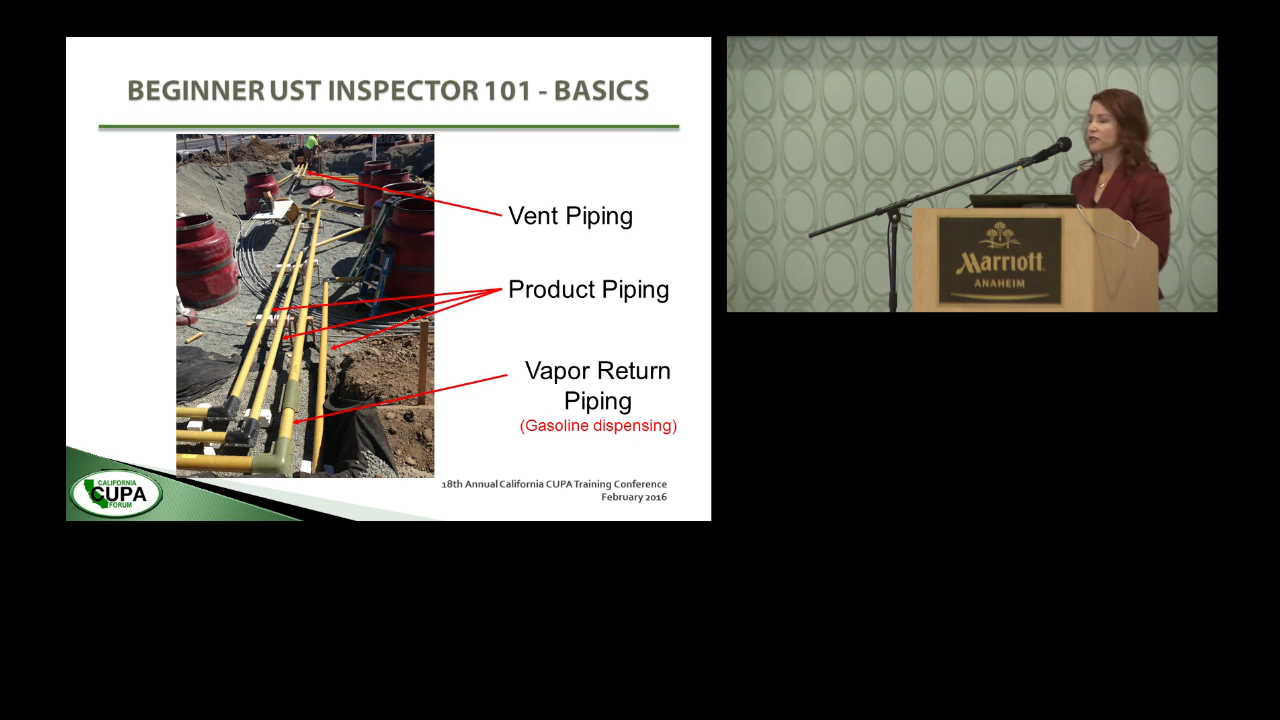 BEGINNER UST INSPECTOR 101 - BASICS
Vent Piping
Product Piping
Vapor Return
Piping
(Gasoline dispensing)
18th Annual California CUPA Training Conference
February 2016
CALIFORNIA
CUPA
FORUM
Marriott
ANAHEIM